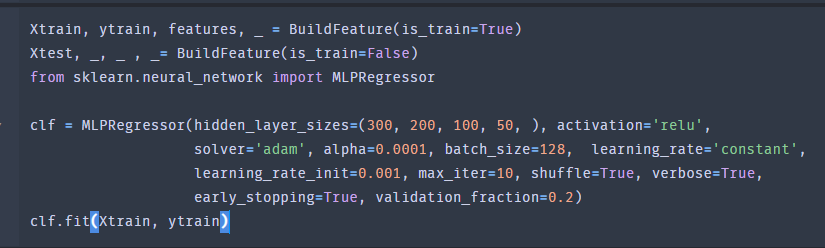 Xtrain, ytrain, features, _ = BuildFeature(is_train=True)
Xtest, _, _ , _= BuildFeature(is_train=False)
from sklearn.neural_network import MLPRegressor
clf = MLPRegressor(hidden_layer_sizes=(300, 200, 100, 50, ), activation='relu',
solver='adam', alpha=0.0001, batch_size=128,  learning_rate='constant',
learning_rate_init=0.001, max_iter=10, shuffle=True, verbose=True,
early_stopping=True, validation_fraction=0.2)
clf.fit(Xtrain, ytrain)